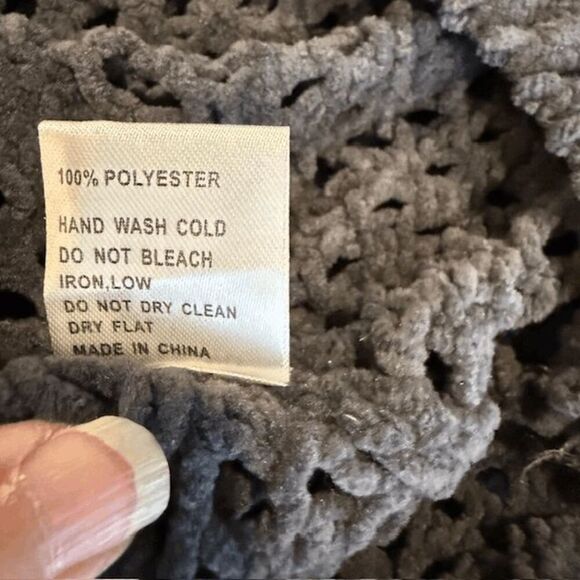 100% POLYESTER
HAND WASH COLD
DO NOT BLEACH
IRON,LOW
DO NOT DRY CLEAN
DRY FLAT
MADE IN CHINA